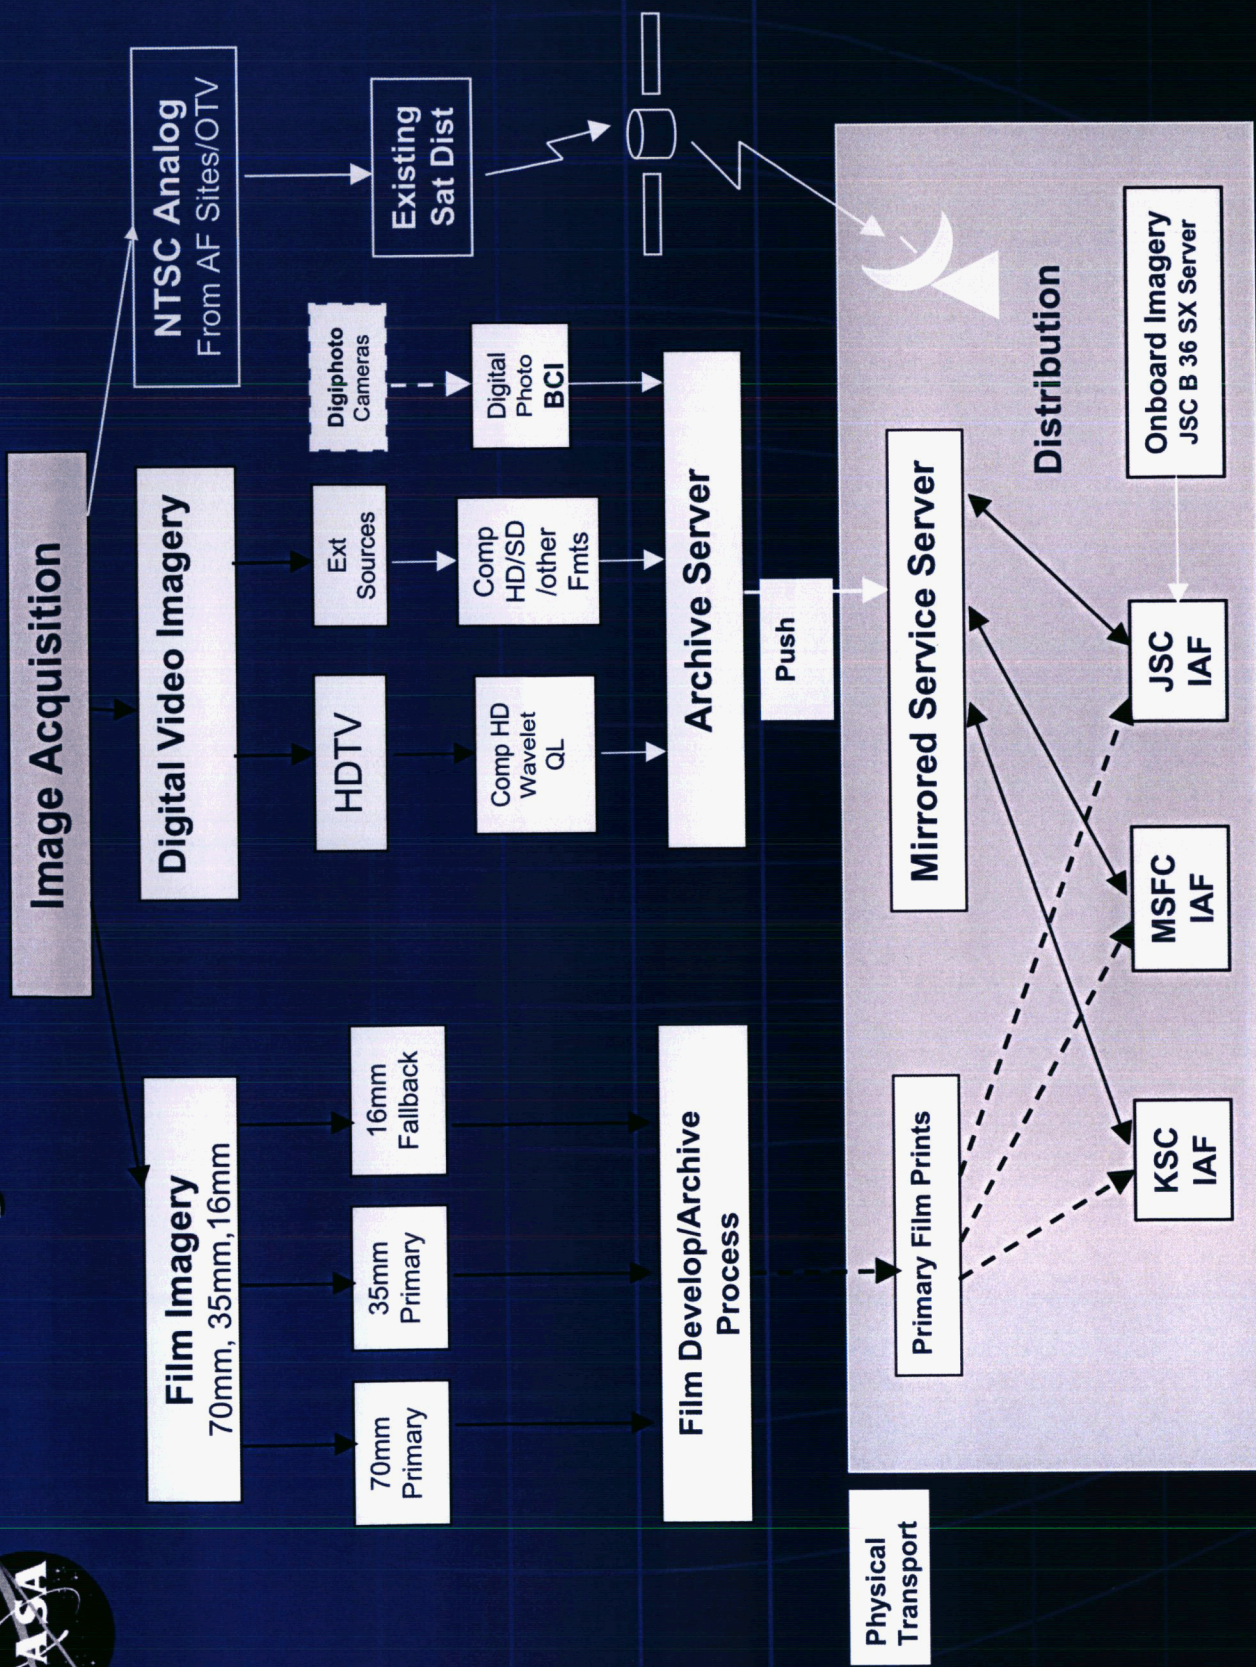 ASA
Image Acquisition
Film Imagery
70mm, 35mm,16mm
Digital Video Imagery
NTSC Analog
From AF Sites/OTV
70mm
Primary
35mm
Primary
16mm
Fallback
HDTV
Ext
Sources
Digiphoto
Cameras
Existing
Sat Dist
Comp HD
Wavelet
QL
Comp
HD/SD
/other
Fmts
Digital
Photo
BCI
Film Develop/Archive
Process
Archive Server
Push
Physical
Transport
Primary Film Prints
Mirrored Service Server
Distribution
KSC
IAF
MSFC
IAF
JSC
IAF
Onboard Imagery
JSC B 36 SX Server